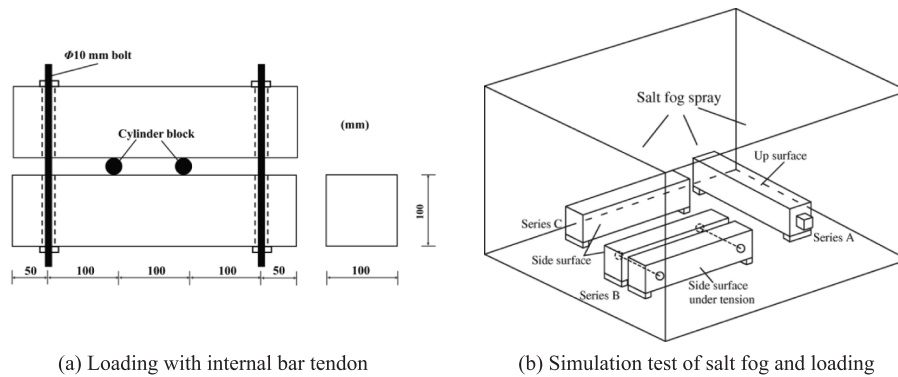 Φ10 mm bolt
Cylinder block
(mm)
100
50
100
100
100
50
100
(a) Loading with internal bar tendon
Salt fog spray
Up surface
Series C
Series A
Side surface
Series B
Side surface
under tension
(b) Simulation test of salt fog and loading